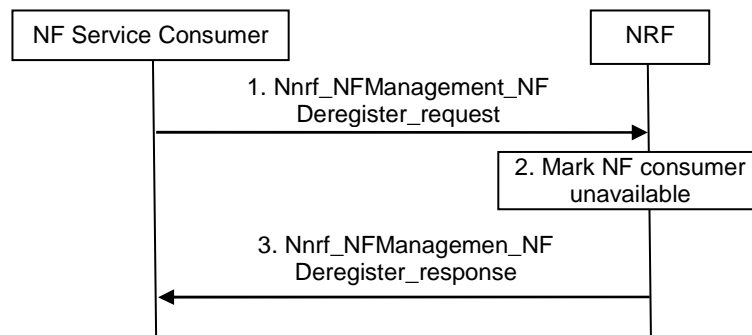 NF Service Consumer
NRF
1. Nnrf_NFManagement_NF
Deregister_request
2. Mark NF consumer
unavailable
3. Nnrf_NFManagemen_NF
Deregister_response